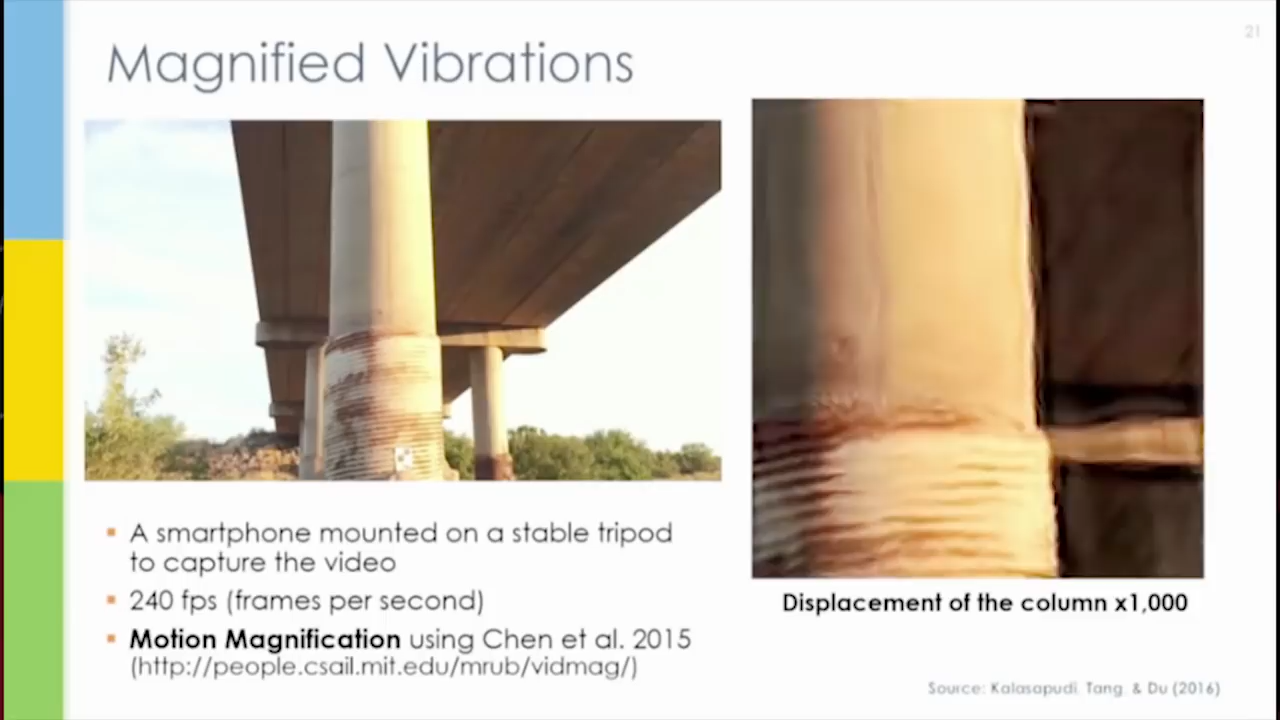 21
Magnified Vibrations
▪ A smartphone mounted on a stable tripod
to capture the video
▪ 240 fps (frames per second)
▪ Motion Magnification using Chen et al. 2015
(http://people.csail.mit.edu/mrub/vidmag/)
Displacement of the column x1,000
Source: Kalasapudi, Tang, & Du (2016)